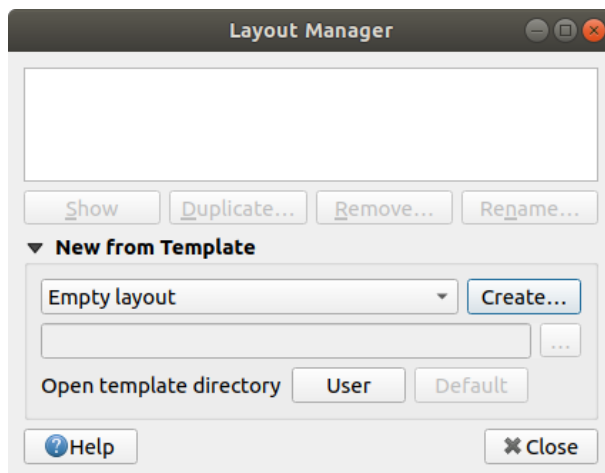 Layout Manager
Show Duplicate... Remove... Rename...
New from Template
Empty layout Create...
...
Open template directory User Default
Help Close